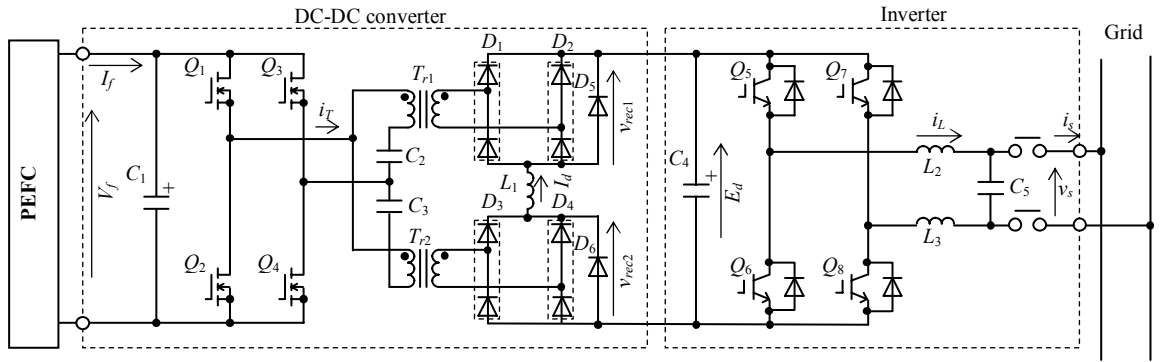 DC-DC converter
Inverter
Grid
PEFC
I_f
V_f
C_1
+
Q_1
Q_3
Q_2
Q_4
i_T
T_r1
C_2
C_3
T_r2
D_1
D_2
D_5
v_rec1
L_1
I_d
D_3
D_4
D_6
v_rec2
C_4
+
E_d
Q_5
Q_7
Q_6
Q_8
i_L
L_2
C_5
L_3
i_s
v_s